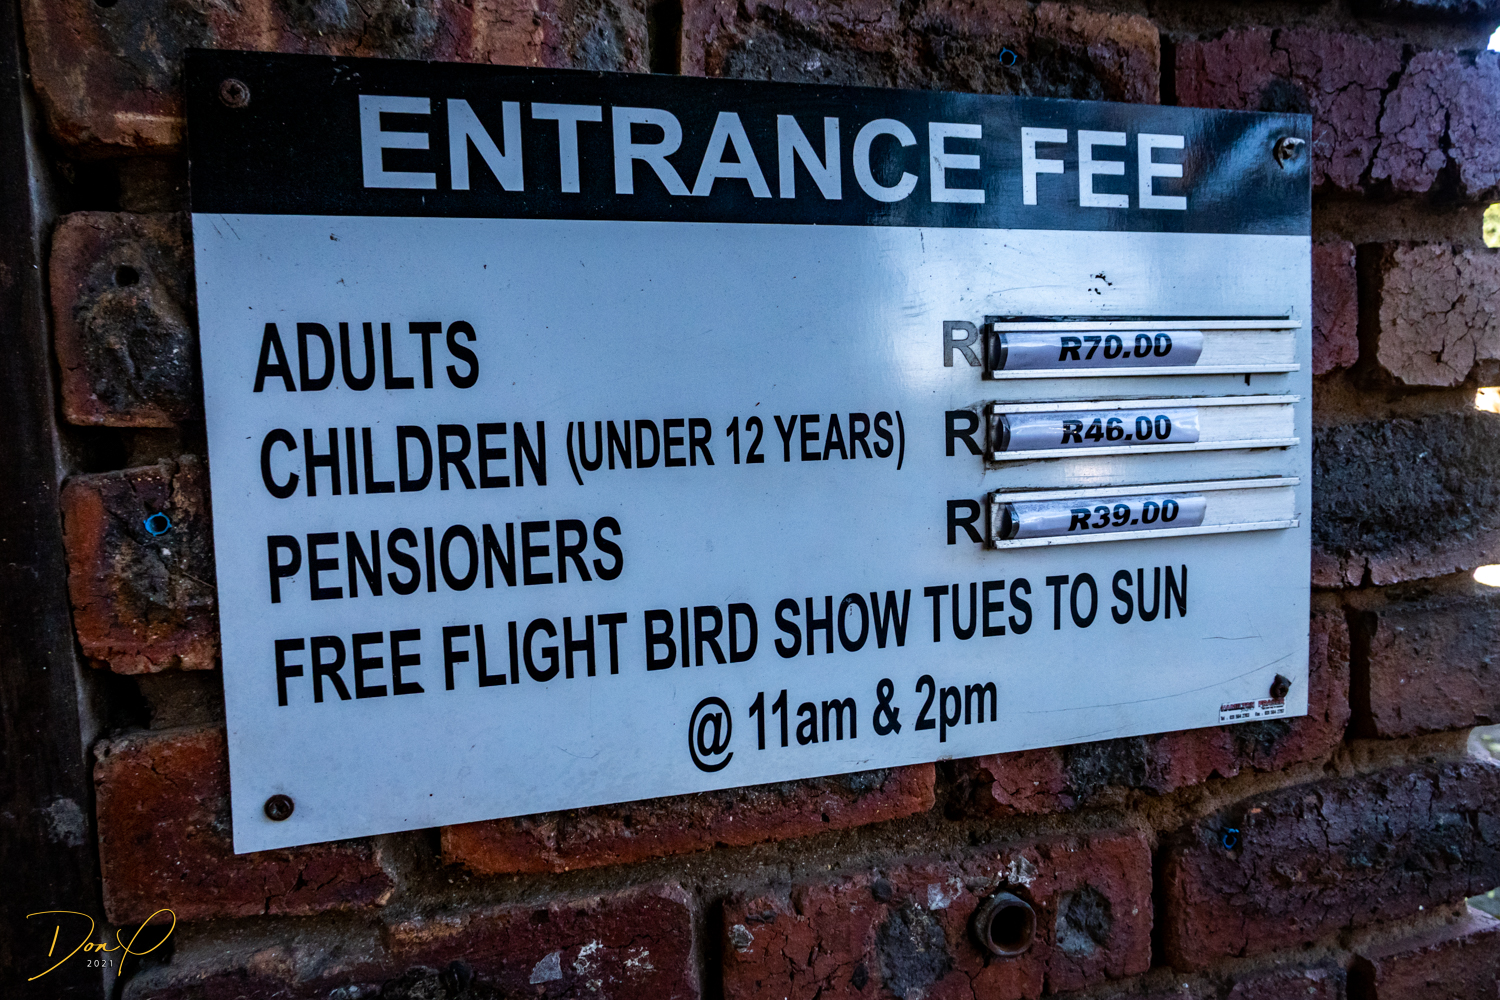 ENTRANCE FEE
ADULTS R R70.00
CHILDREN (UNDER 12 YEARS) R R46.00
PENSIONERS R R39.00
FREE FLIGHT BIRD SHOW TUES TO SUN
@ 11am & 2pm
Don P
2021